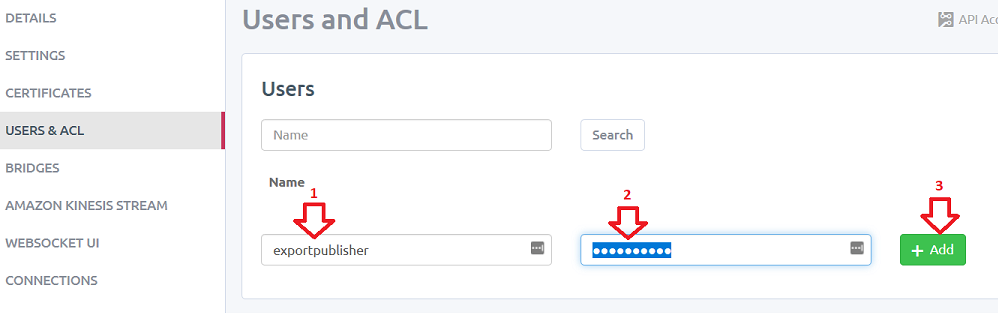 DETAILS
SETTINGS
CERTIFICATES
USERS & ACL
BRIDGES
AMAZON KINESIS STREAM
WEBSOCKET UI
CONNECTIONS
Users and ACL
API Acc
Users
Name
Search
Name
1
2
3
exportpublisher
●●●●●●●●●●
+ Add